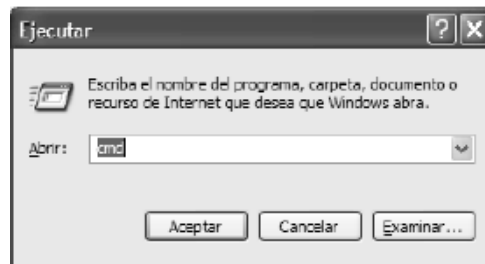 Ejecutar
Escriba el nombre del programa, carpeta, documento o
recurso de Internet que desea que Windows abra.
Abrir: cmd
Aceptar Cancelar Examinar...